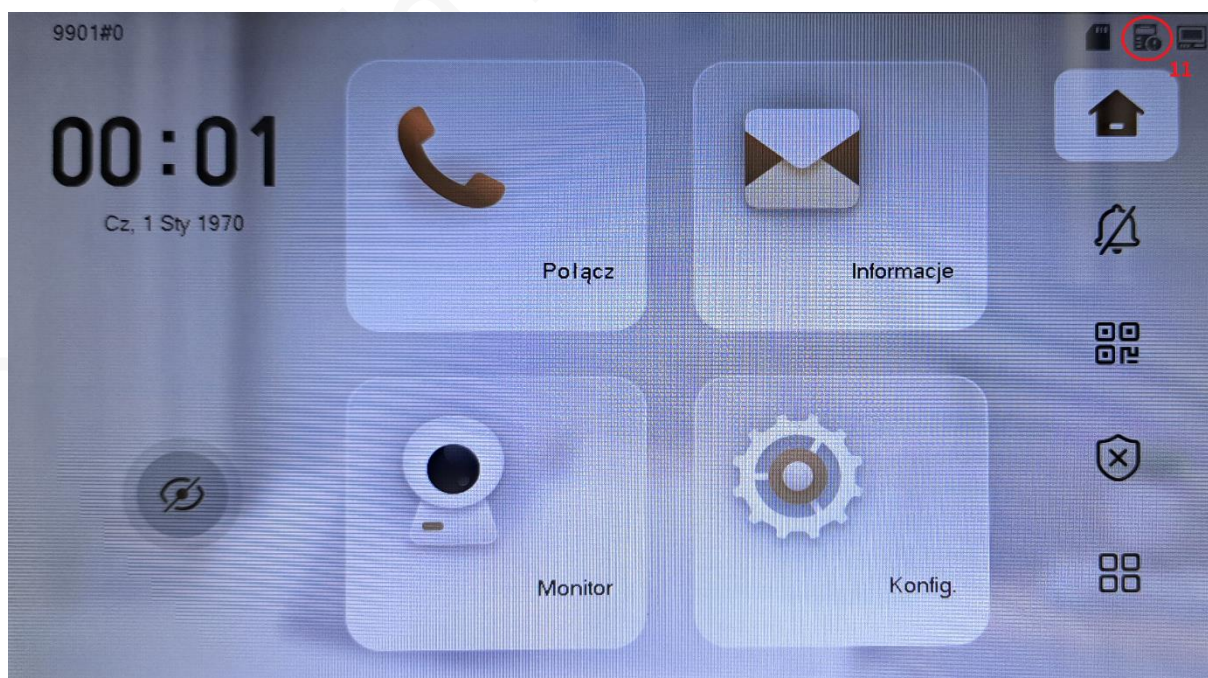 9901#0
11
00:01
Cz, 1 Sty 1970
Połącz
Informacje
Monitor
Konfig.